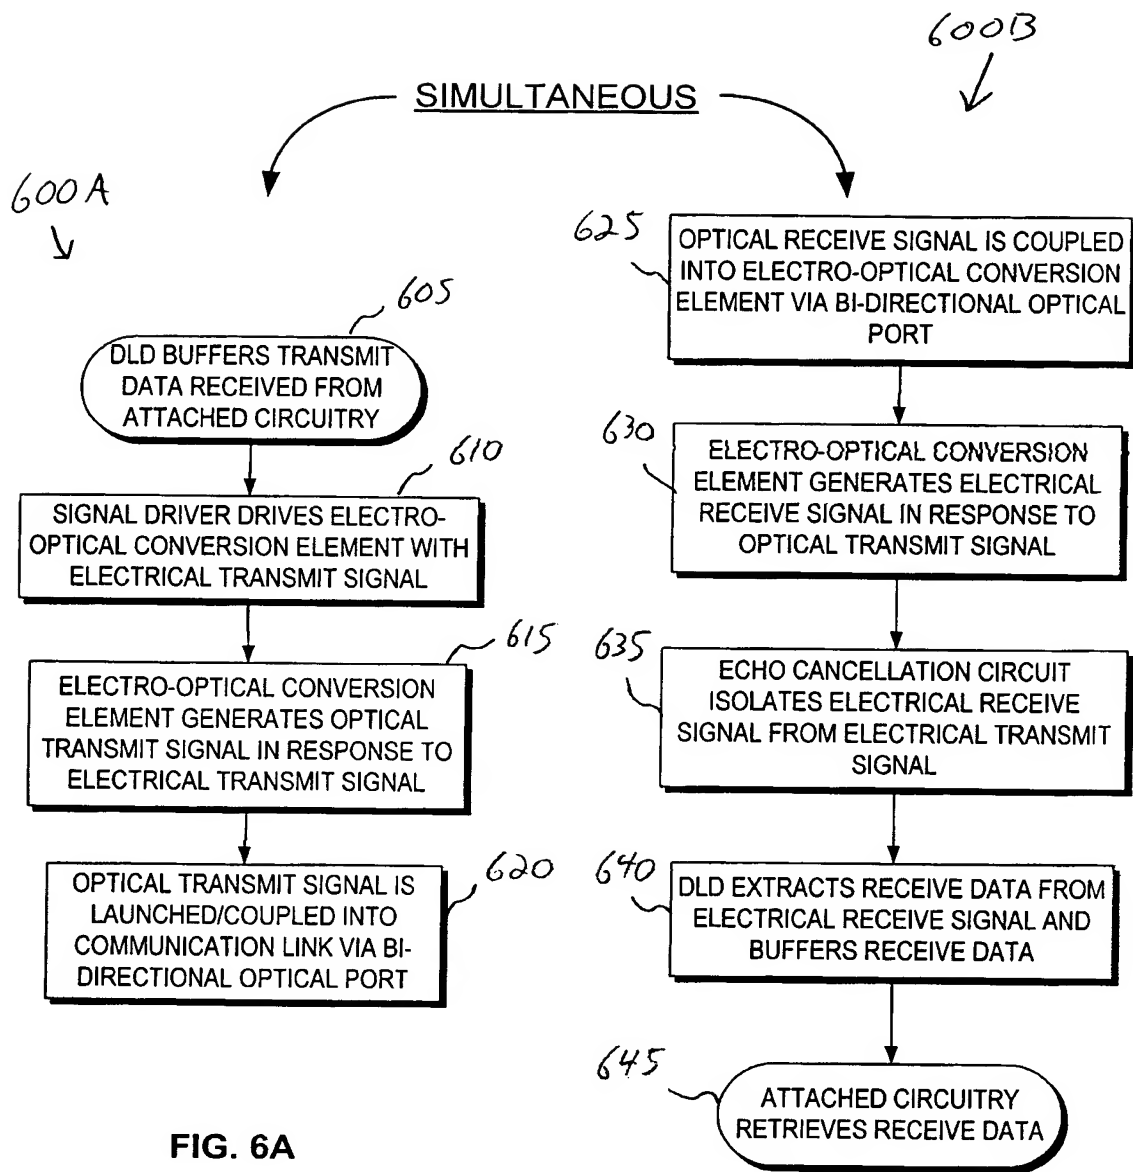 600B
SIMULTANEOUS
600A
605
DLD BUFFERS TRANSMIT
DATA RECEIVED FROM
ATTACHED CIRCUITRY
610
SIGNAL DRIVER DRIVES ELECTRO-
OPTICAL CONVERSION ELEMENT WITH
ELECTRICAL TRANSMIT SIGNAL
615
ELECTRO-OPTICAL CONVERSION
ELEMENT GENERATES OPTICAL
TRANSMIT SIGNAL IN RESPONSE TO
ELECTRICAL TRANSMIT SIGNAL
620
OPTICAL TRANSMIT SIGNAL IS
LAUNCHED/COUPLED INTO
COMMUNICATION LINK VIA BI-
DIRECTIONAL OPTICAL PORT
625
OPTICAL RECEIVE SIGNAL IS COUPLED
INTO ELECTRO-OPTICAL CONVERSION
ELEMENT VIA BI-DIRECTIONAL OPTICAL
PORT
630
ELECTRO-OPTICAL CONVERSION
ELEMENT GENERATES ELECTRICAL
RECEIVE SIGNAL IN RESPONSE TO
OPTICAL TRANSMIT SIGNAL
635
ECHO CANCELLATION CIRCUIT
ISOLATES ELECTRICAL RECEIVE
SIGNAL FROM ELECTRICAL TRANSMIT
SIGNAL
640
DLD EXTRACTS RECEIVE DATA FROM
ELECTRICAL RECEIVE SIGNAL AND
BUFFERS RECEIVE DATA
645
ATTACHED CIRCUITRY
RETRIEVES RECEIVE DATA
FIG. 6A